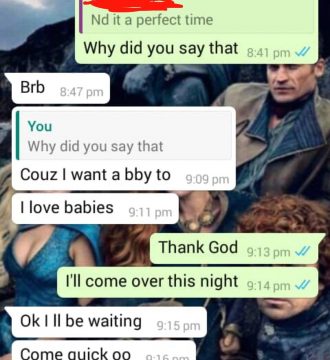 Nd it a perfect time
Why did you say that 8:41 pm
Brb 8:47 pm
You
Why did you say that
Couz I want a bby to 9:09 pm
I love babies 9:11 pm
Thank God 9:13 pm
I'll come over this night 9:14 pm
Ok I ll be waiting 9:15 pm
Come quick oo 9:16 pm